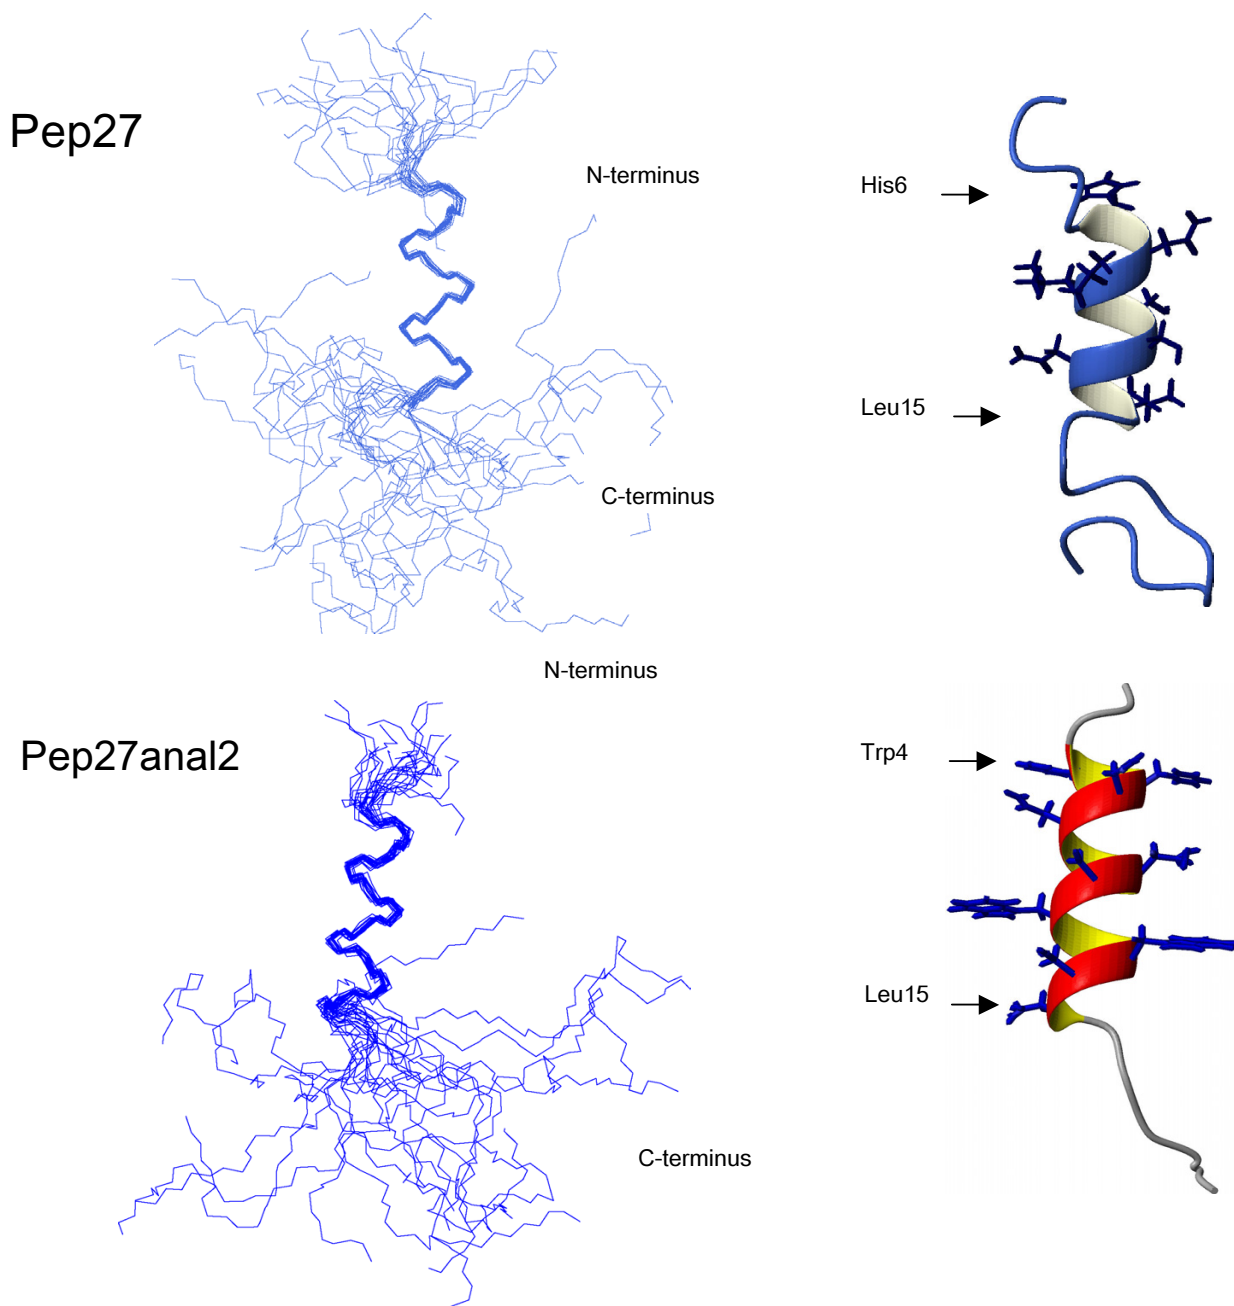 Pep27
N-terminus
His6
Leu15
C-terminus
N-terminus
Pep27anal2
Trp4
Leu15
C-terminus